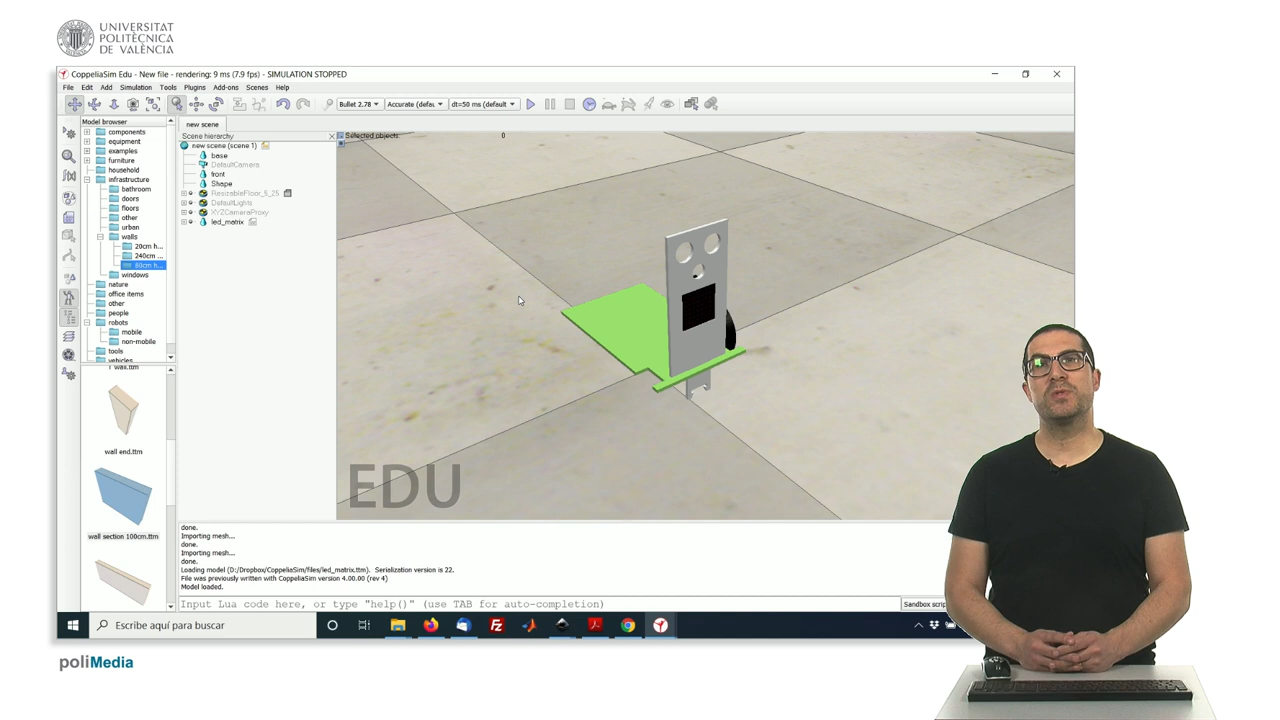 UNIVERSITAT
POLITÈCNICA
DE VALÈNCIA
CoppeliaSim Edu - New file - rendering: 9 ms (7.9 fps) - SIMULATION STOPPED
File Edit Add Simulation Tools Plugins Add-ons Scenes Help
Bullet 2.78 Accurate (defau dt=50 ms (default
new scene
Model browser
components
equipment
examples
furniture
household
infrastructure
bathroom
doors
floors
other
urban
walls
20cm h...
240cm ...
80cm h...
windows
nature
office items
other
people
robots
mobile
non-mobile
tools
vehicles
Scene hierarchy
new scene (scene 1)
base
DefaultCamera
front
Shape
ResizableFloor_5_25
DefaultLights
XYZCameraProxy
led_matrix
Selected objects: 0
EDU
wall end.ttm
wall section 100cm.ttm
done.
Importing mesh...
done.
Importing mesh...
done.
Loading model (D:/Dropbox/CoppeliaSim/files/led_matrix.ttm). Serialization version is 22.
File was previously written with CoppeliaSim version 4.00.00 (rev 4)
Model loaded.
Input Lua code here, or type "help()" (use TAB for auto-completion)
Sandbox scrip
Escribe aquí para buscar
poliMedia